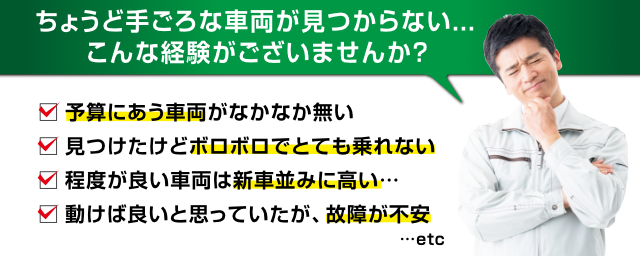 ちょうど手ごろな車両が見つからない…
こんな経験がございませんか？
予算にあう車両がなかなか無い
見つけたけどボロボロでとても乗れない
程度が良い車両は新車並みに高い…
動けば良いと思っていたが、故障が不安
…etc